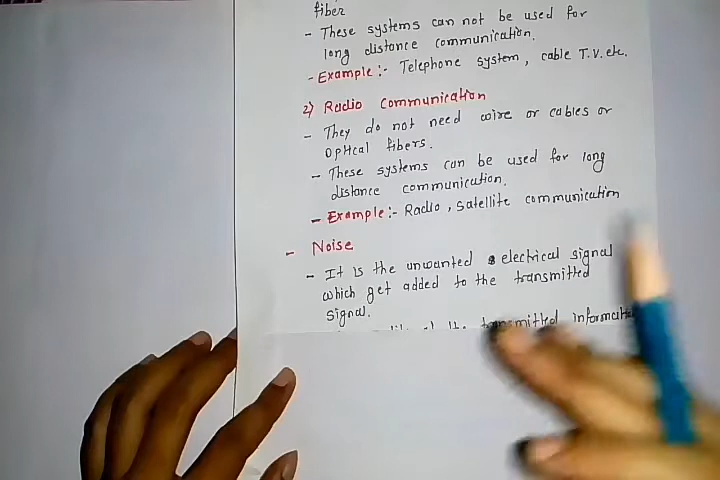 fiber
- These systems can not be used for
long distance communication.
- Example :- Telephone system, cable T.V. etc.
2) Radio Communication
- They do not need wire or cables or
optical fibers.
- These systems can be used for long
distance communication.
- Example :- Radio, Satellite communication
- Noise
- It is the unwanted electrical signal
which get added to the transmitted
signal.
transmitted information